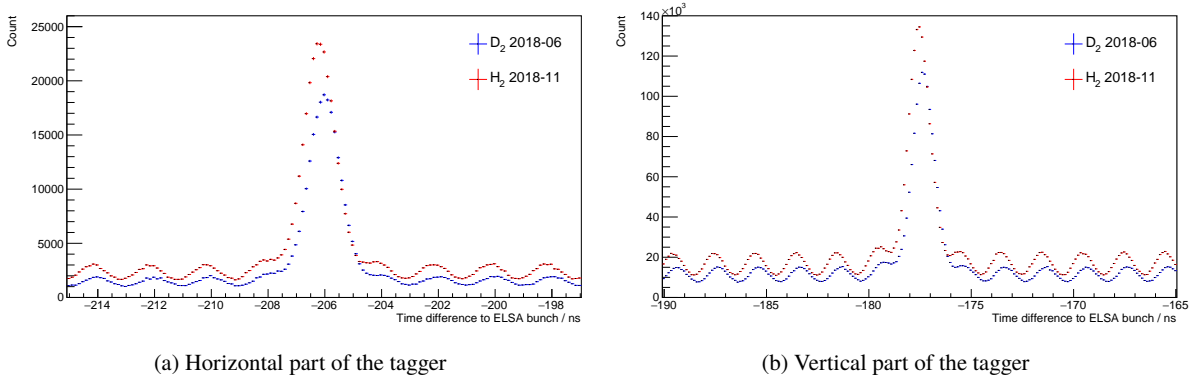 Count
26000
25000
20000
15000
10000
5000
0
−214 −212 −210 −208 −206 −204 −202 −200 −198
Time difference to ELSA bunch / ns
D₂ 2018-06
H₂ 2018-11
(a) Horizontal part of the tagger
Count
×10³
140
120
100
80
60
40
20
0
−190 −185 −180 −175 −170 −165
Time difference to ELSA bunch / ns
D₂ 2018-06
H₂ 2018-11
(b) Vertical part of the tagger